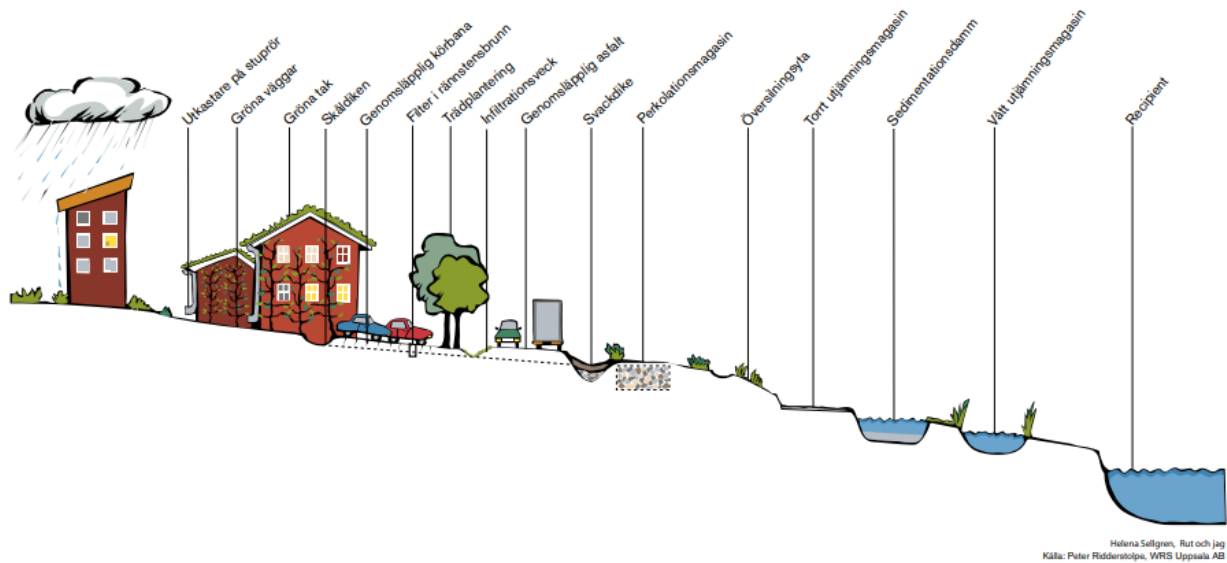 Utkastare på stuprör
Gröna väggar
Gröna tak
Skåldiken
Genomsläpplig körbana
Filter i rännstensbrunn
Trädplantering
Infiltrationsveck
Genomsläpplig asfalt
Svackdike
Perkolationsmagasin
Översilningsyta
Torrt utjämningsmagasin
Sedimentationsdamm
Vått utjämningsmagasin
Recipient
Helena Sellgren, Rut och jag
Källa: Peter Ridderstolpe, WRS Uppsala AB